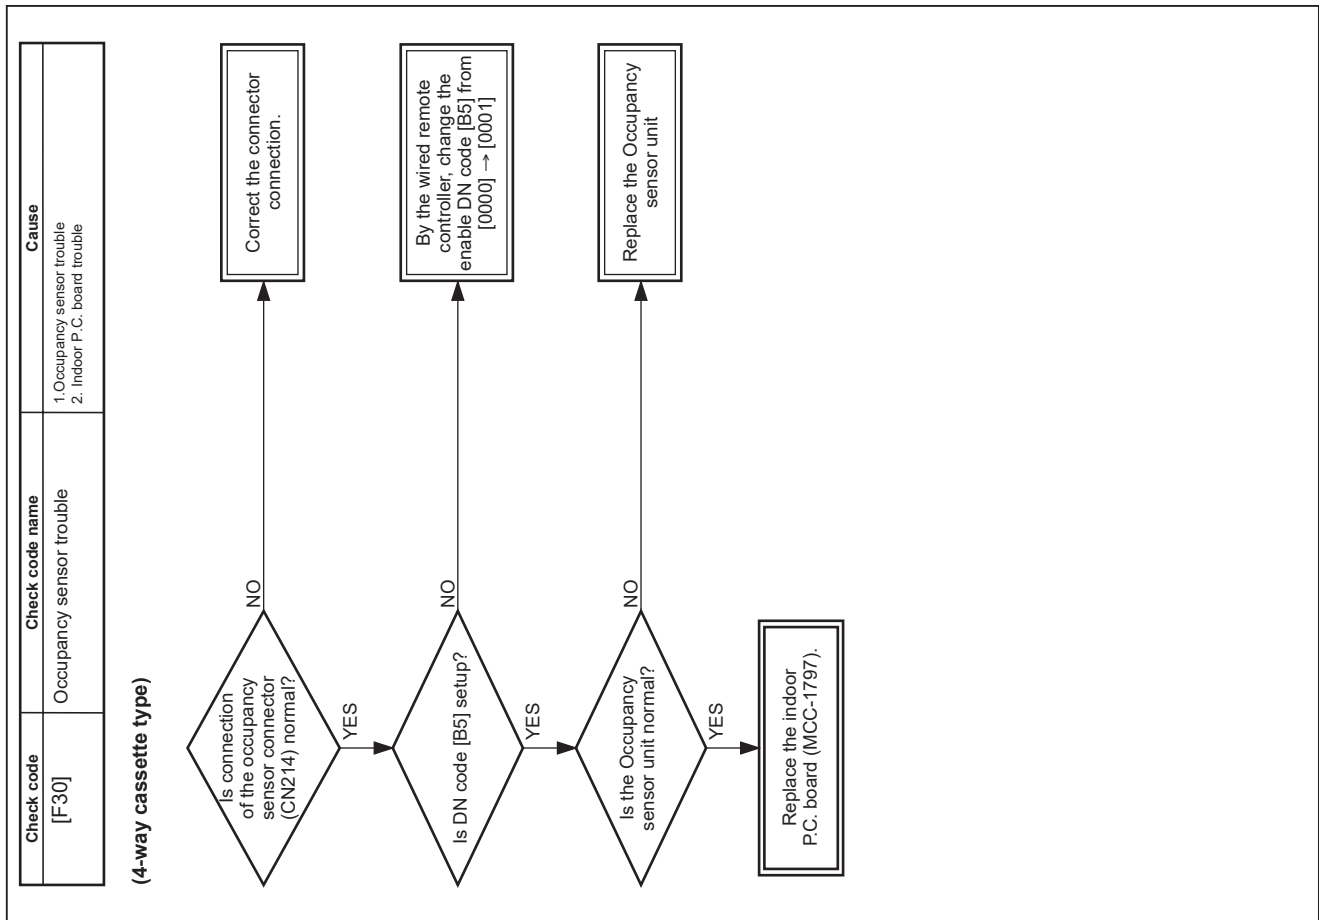 Check code
Check code name
Cause
[F30]
Occupancy sensor trouble
1.Occupancy sensor trouble
2. Indoor P.C. board trouble
(4-way cassette type)
Is connection
of the occupancy
sensor connector
(CN214) normal?
NO
Correct the connector
connection.
YES
Is DN code [B5] setup?
NO
By the wired remote
controller, change the
enable DN code [B5] from
[0000] → [0001]
YES
Is the Occupancy
sensor unit normal?
NO
Replace the Occupancy
sensor unit
YES
Replace the indoor
P.C. board (MCC-1797).